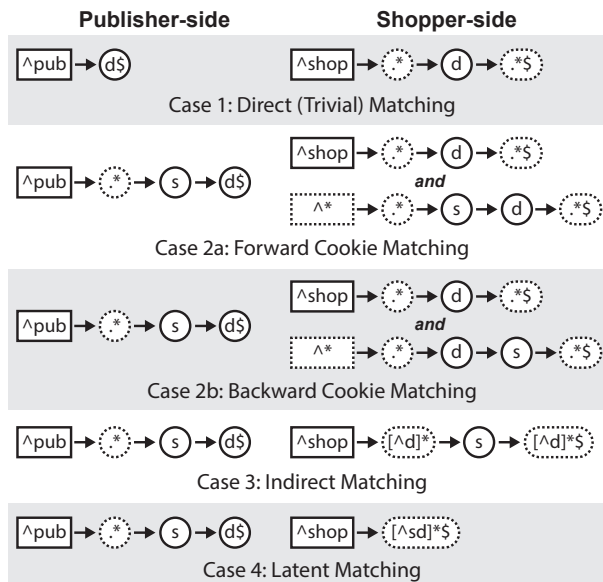 Publisher-side Shopper-side
^pub d$ ^shop .* d .*$
Case 1: Direct (Trivial) Matching
^shop .* d .*$
^pub .* s d$ and
^* .* s d .*$
Case 2a: Forward Cookie Matching
^shop .* d .*$
^pub .* s d$ and
^* .* d s .*$
Case 2b: Backward Cookie Matching
^pub .* s d$ ^shop [^d]* s [^d]*$
Case 3: Indirect Matching
^pub .* s d$ ^shop [^sd]*$
Case 4: Latent Matching